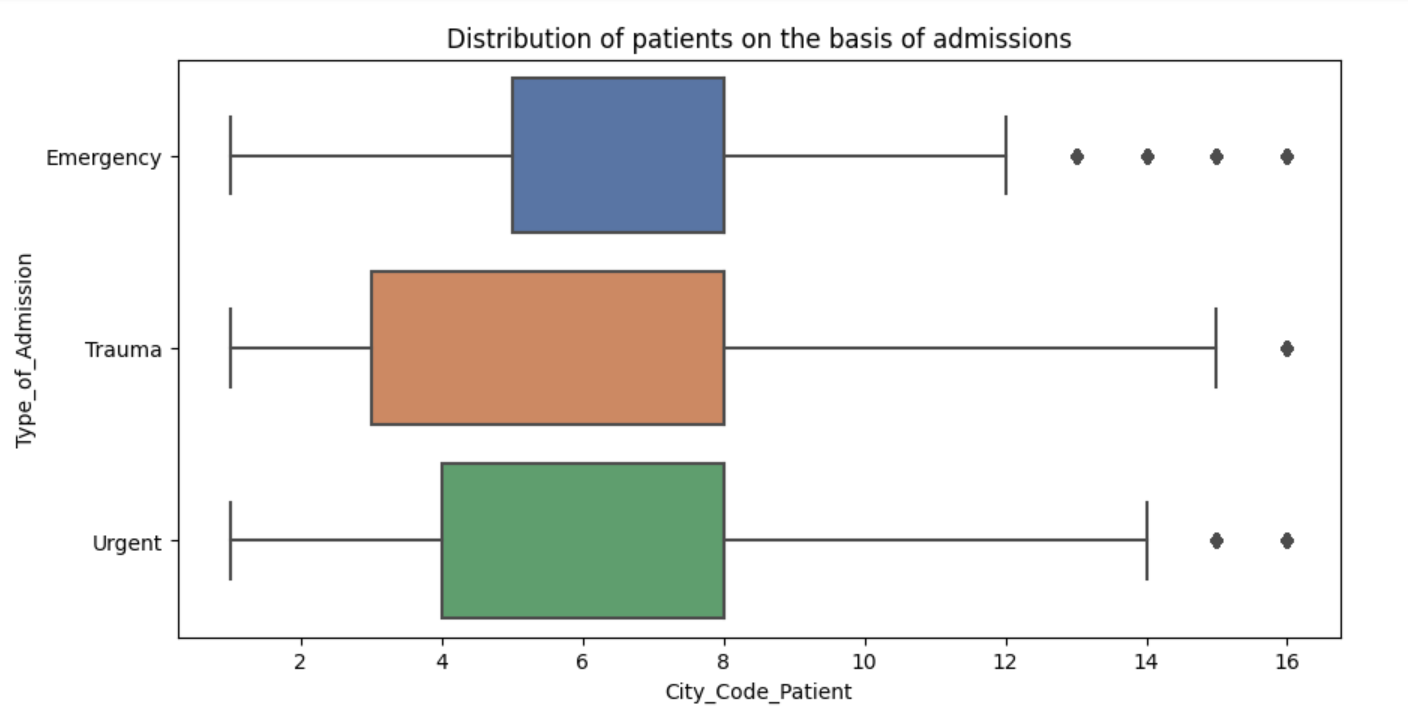 Distribution of patients on the basis of admissions
Type_of_Admission
Emergency
Trauma
Urgent
2 4 6 8 10 12 14 16
City_Code_Patient